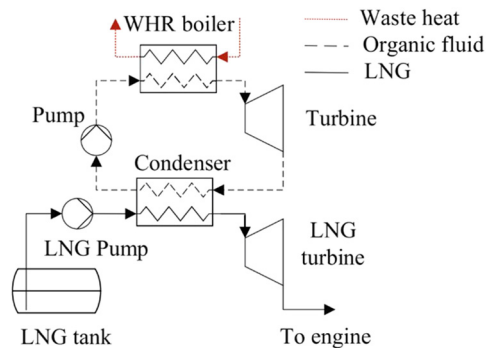 WHR boiler
Waste heat
Organic fluid
LNG
Pump
Turbine
Condenser
LNG Pump
LNG
turbine
LNG tank
To engine